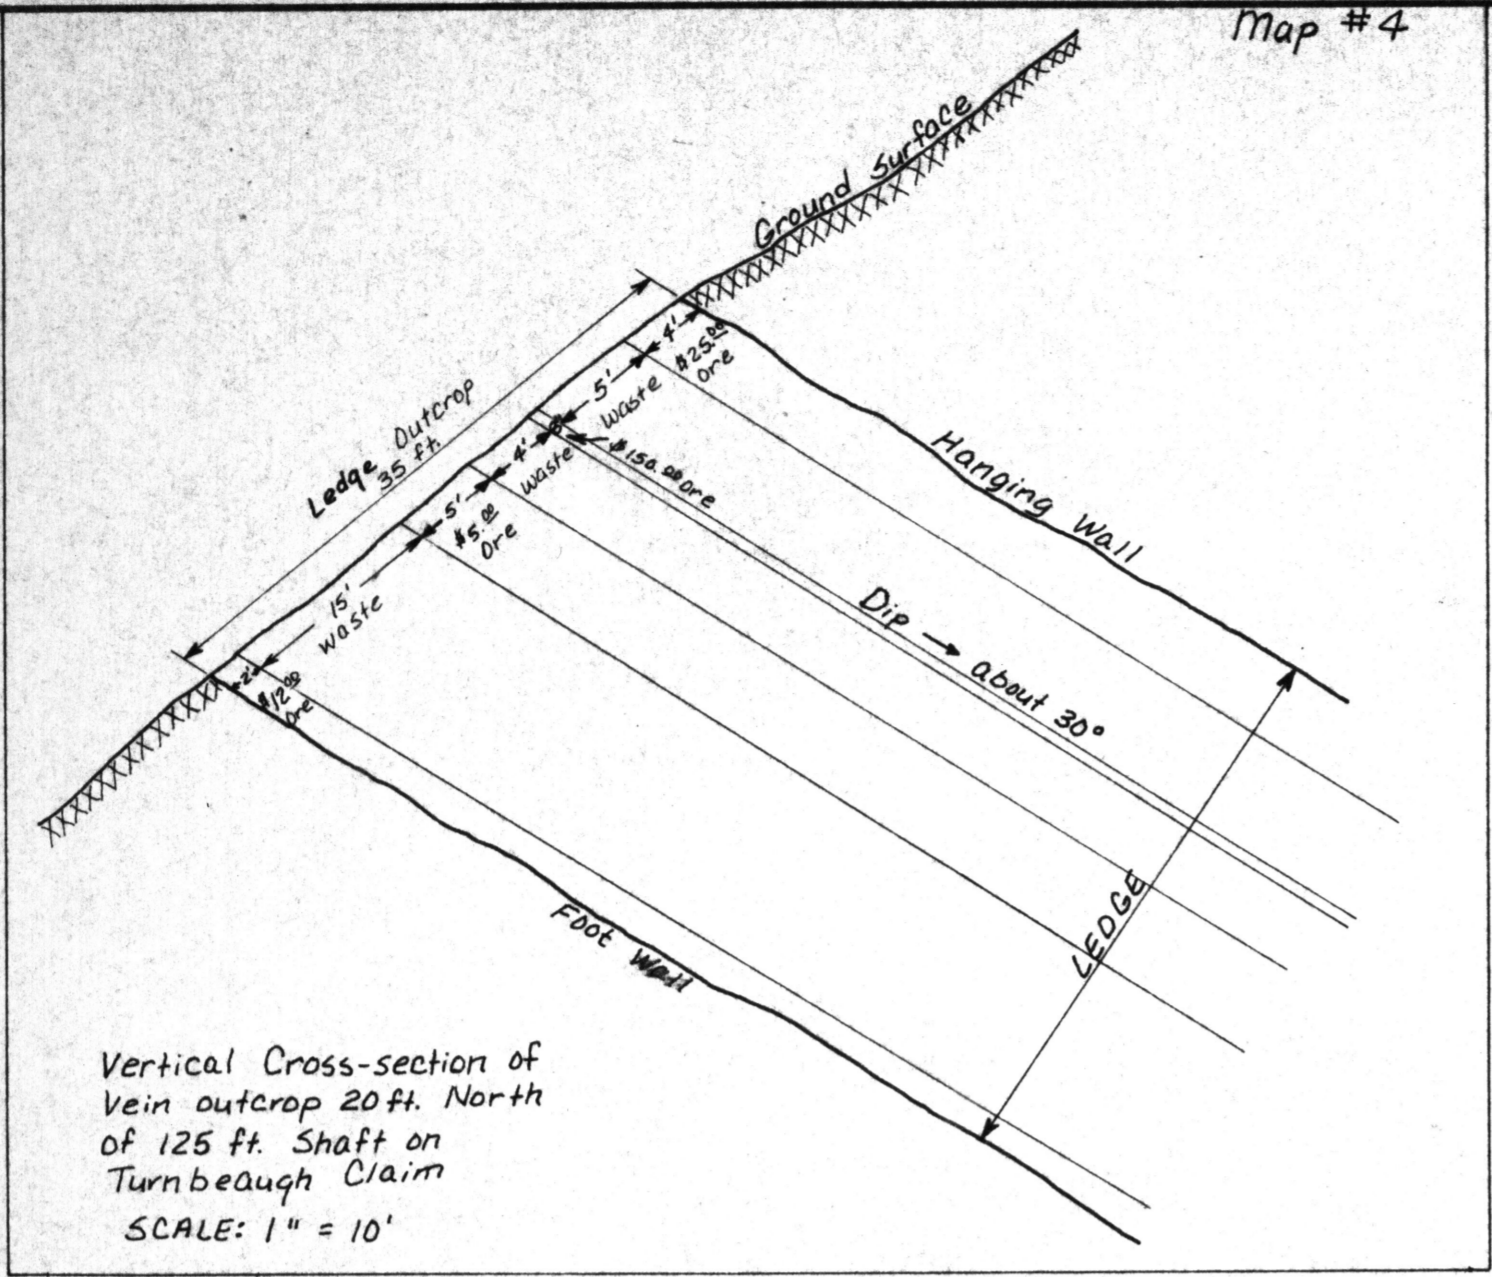 Map #4
Ground Surface
Ledge Outcrop
35 ft.
4'
$25.00
ore
5'
waste
$150.00 ore
4'
waste
5'
$5.00
Ore
15'
waste
2'
$12.00
Ore
Hanging Wall
Dip → about 30°
LEDGE
Foot Wall
Vertical Cross-section of
Vein outcrop 20 ft. North
of 125 ft. Shaft on
Turnbeaugh Claim
SCALE: 1" = 10'